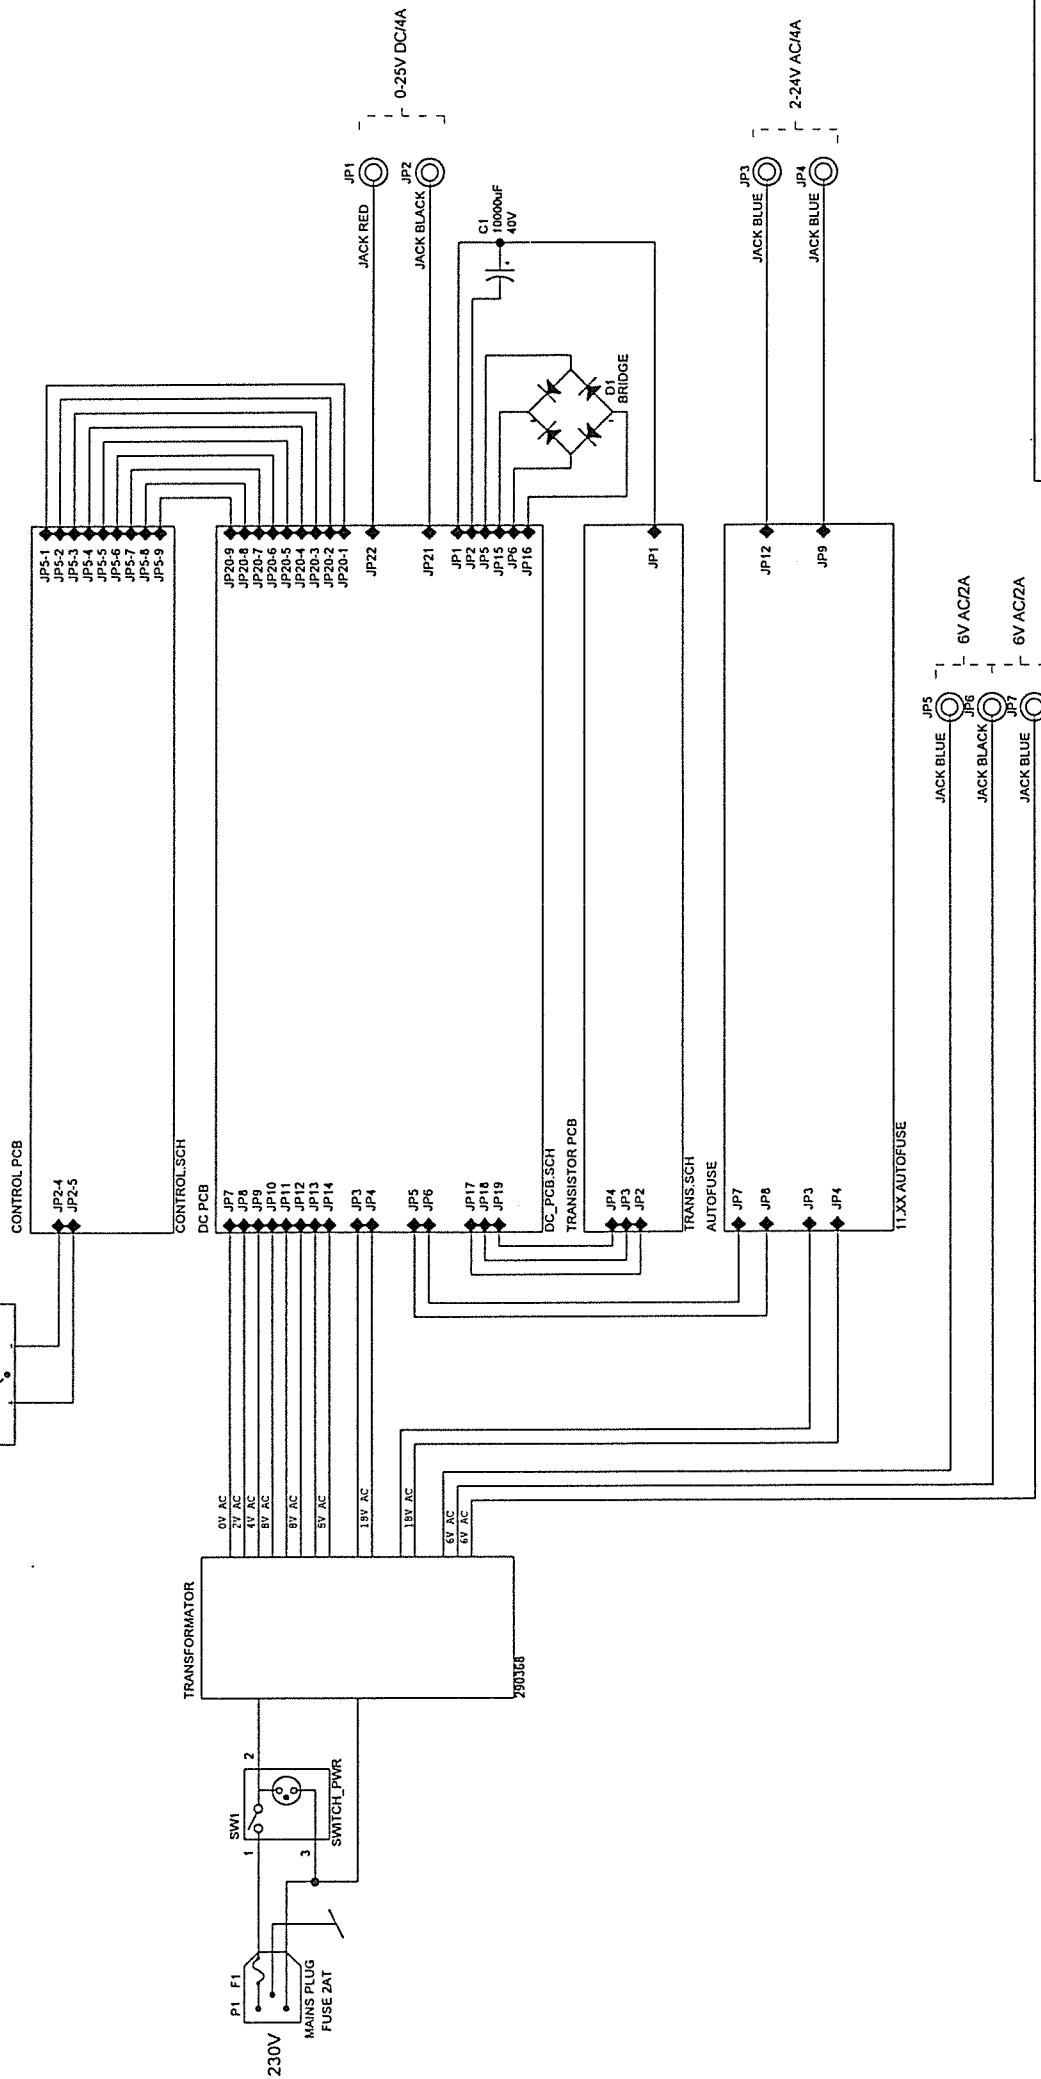 230V
P1 F1
MAINS PLUG
FUSE 2AT
SW1
1
2
3
SWITCH_PWR
TRANSFORMATOR
290368
0V AC
2V AC
4V AC
8V AC
8V AC
8V AC
18V AC
18V AC
6V AC
6V AC
CONTROL PCB
JP2-4
JP2-5
CONTROL.SCH
JP5-1
JP5-2
JP5-3
JP5-4
JP5-5
JP5-6
JP5-7
JP5-8
JP5-9
DC PCB
JP7
JP8
JP9
JP10
JP11
JP12
JP13
JP14
JP3
JP4
JP5
JP6
JP17
JP18
JP19
DC_PCB.SCH
JP20-9
JP20-8
JP20-7
JP20-6
JP20-5
JP20-4
JP20-3
JP20-2
JP20-1
JP22
JP21
JP1
JP2
JP5
JP15
JP6
JP16
TRANSISTOR PCB
JP4
JP3
JP2
TRANS.SCH
JP1
AUTOFUSE
JP7
JP8
JP3
JP4
11.XX AUTOFUSE
JP12
JP9
D1
BRIDGE
C1
10000uF
40V
+
JACK RED
JP1
JACK BLACK
JP2
0-25V DC/4A
JACK BLUE
JP3
JACK BLUE
JP4
2-24V AC/4A
JACK BLUE
JP5
JACK BLACK
JP6
JACK BLUE
JP7
6V AC/2A
6V AC/2A